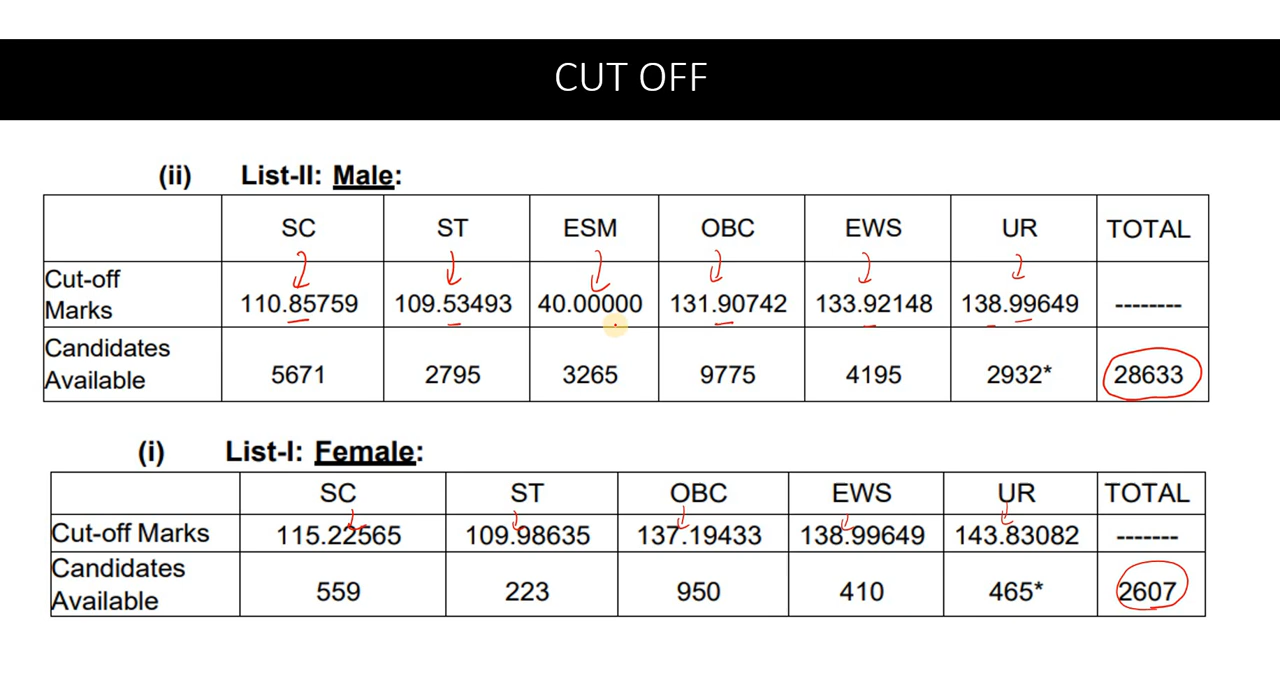 CUT OFF
(ii) List-II: Male:
SC ST ESM OBC EWS UR TOTAL
Cut-off Marks 110.85759 109.53493 40.00000 131.90742 133.92148 138.99649 --------
Candidates Available 5671 2795 3265 9775 4195 2932* 28633
(i) List-I: Female:
SC ST OBC EWS UR TOTAL
Cut-off Marks 115.22565 109.98635 137.19433 138.99649 143.83082 -------
Candidates Available 559 223 950 410 465* 2607